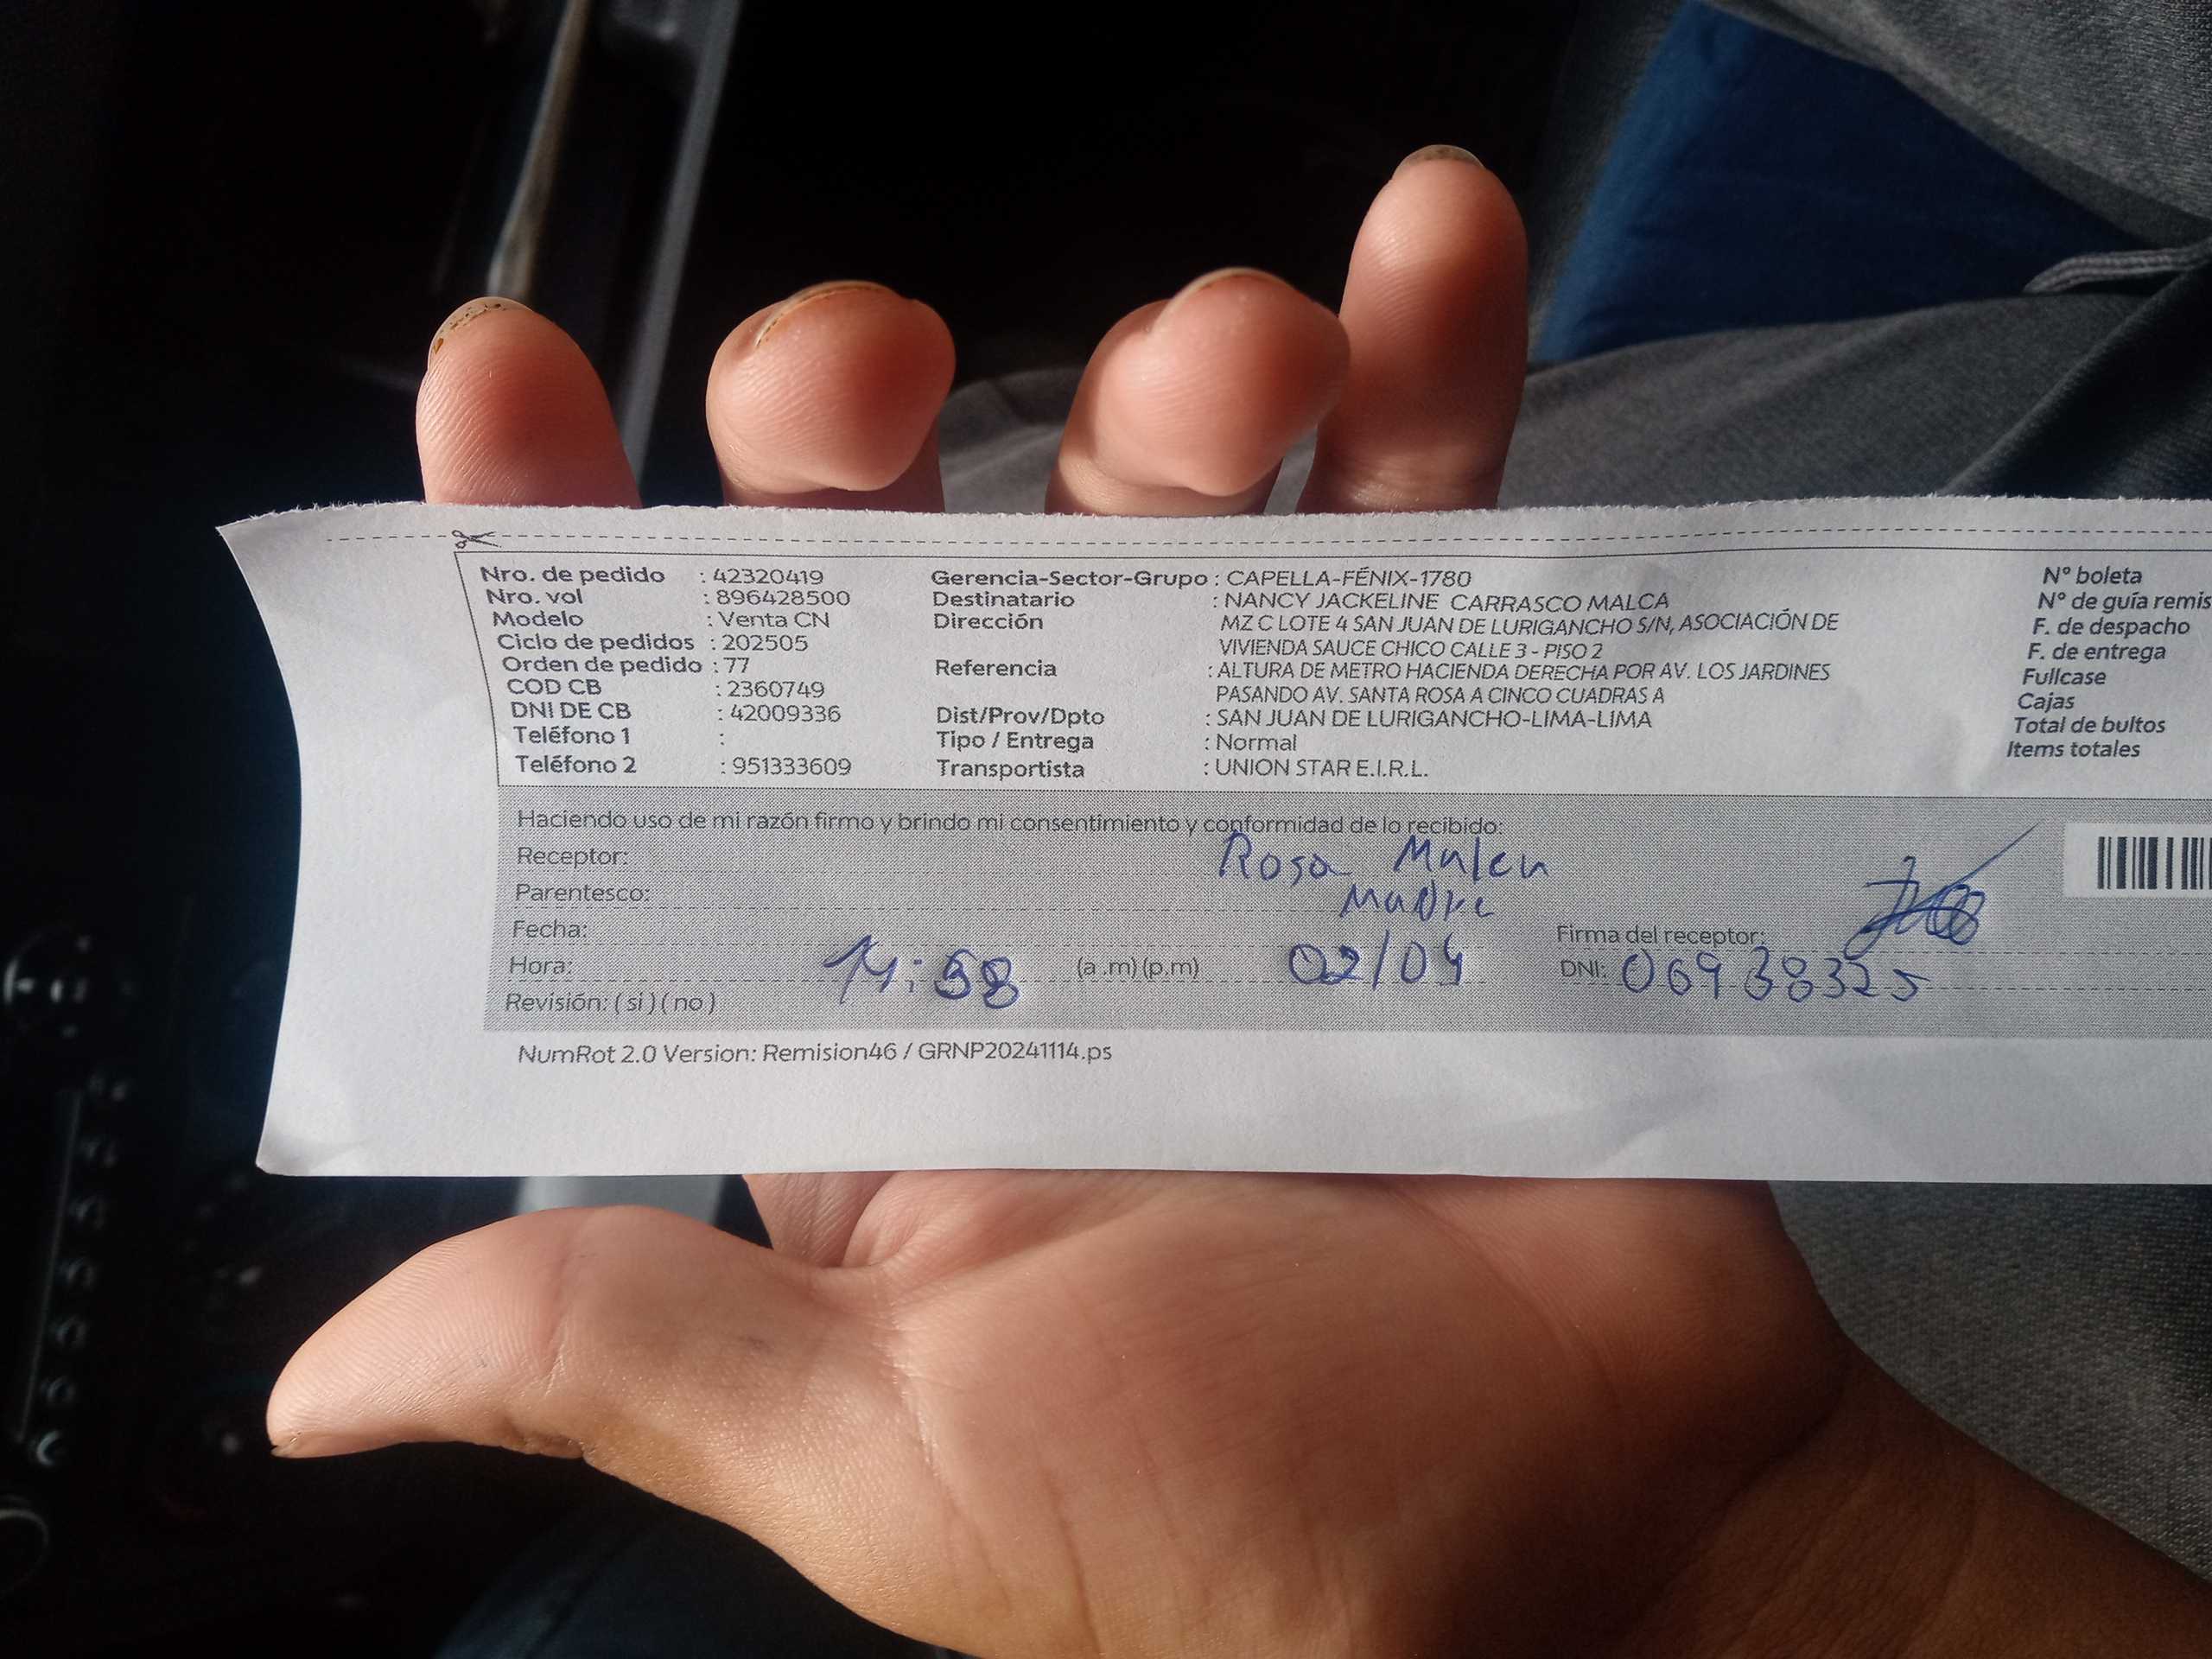 Nro. de pedido : 42320419
Nro. vol : 896428500
Modelo : Venta CN
Ciclo de pedidos : 202505
Orden de pedido : 77
COD CB : 2360749
DNI DE CB : 42009336
Teléfono 1 :
Teléfono 2 : 951333609
Gerencia-Sector-Grupo : CAPELLA-FÉNIX-1780
Destinatario : NANCY JACKELINE CARRASCO MALCA
Dirección MZ C LOTE 4 SAN JUAN DE LURIGANCHO S/N, ASOCIACIÓN DE
VIVIENDA SAUCE CHICO CALLE 3 - PISO 2
Referencia : ALTURA DE METRO HACIENDA DERECHA POR AV. LOS JARDINES
PASANDO AV. SANTA ROSA A CINCO CUADRAS A
Dist/Prov/Dpto : SAN JUAN DE LURIGANCHO-LIMA-LIMA
Tipo / Entrega : Normal
Transportista : UNION STAR E.I.R.L.
N° boleta
N° de guía remis
F. de despacho
F. de entrega
Fullcase
Cajas
Total de bultos
Items totales
Haciendo uso de mi razón firmo y brindo mi consentimiento y conformidad de lo recibido:
Receptor: Rosa
Parentesco: Madre
Fecha:
Firma del receptor:
Hora: 14:58 (a .m) (p.m) 02/04 DNI: 06938325
Revisión: ( si ) ( no )
NumRot 2.0 Version: Remision46 / GRNP20241114.ps